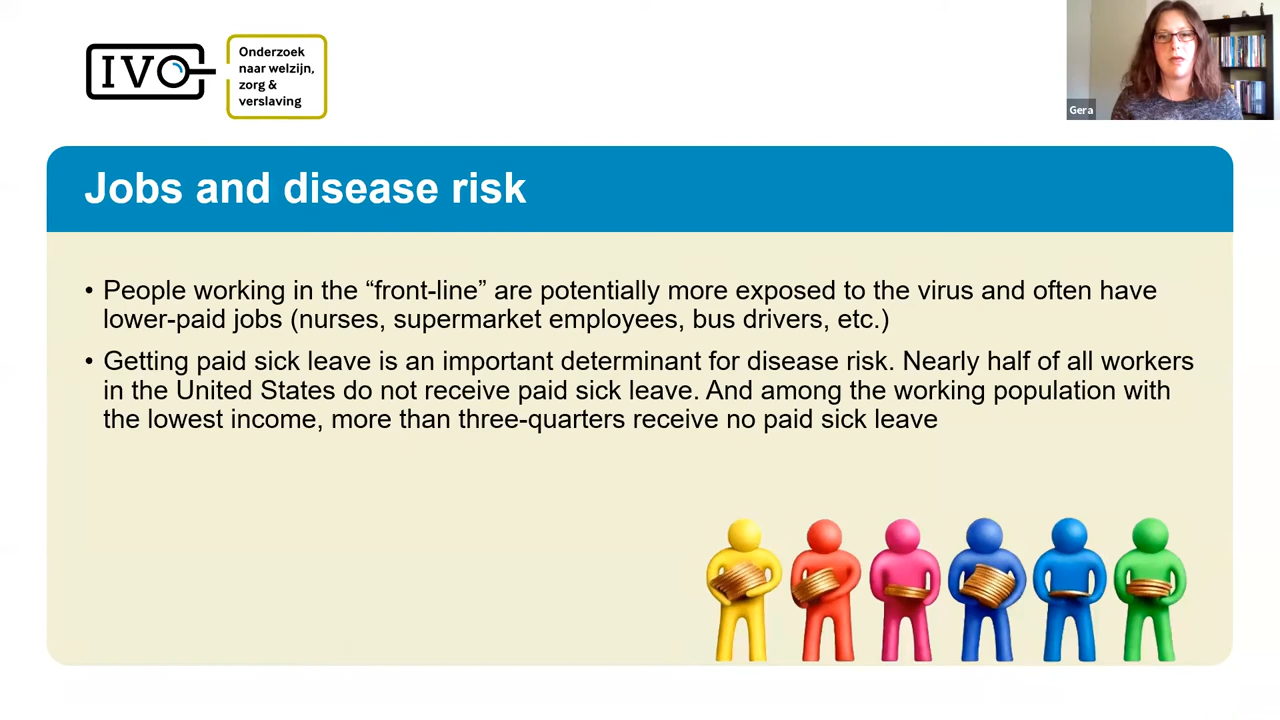 IVO
Onderzoek
naar welzijn,
zorg &
verslaving
Gera
Jobs and disease risk
• People working in the “front-line” are potentially more exposed to the virus and often have
lower-paid jobs (nurses, supermarket employees, bus drivers, etc.)
• Getting paid sick leave is an important determinant for disease risk. Nearly half of all workers
in the United States do not receive paid sick leave. And among the working population with
the lowest income, more than three-quarters receive no paid sick leave